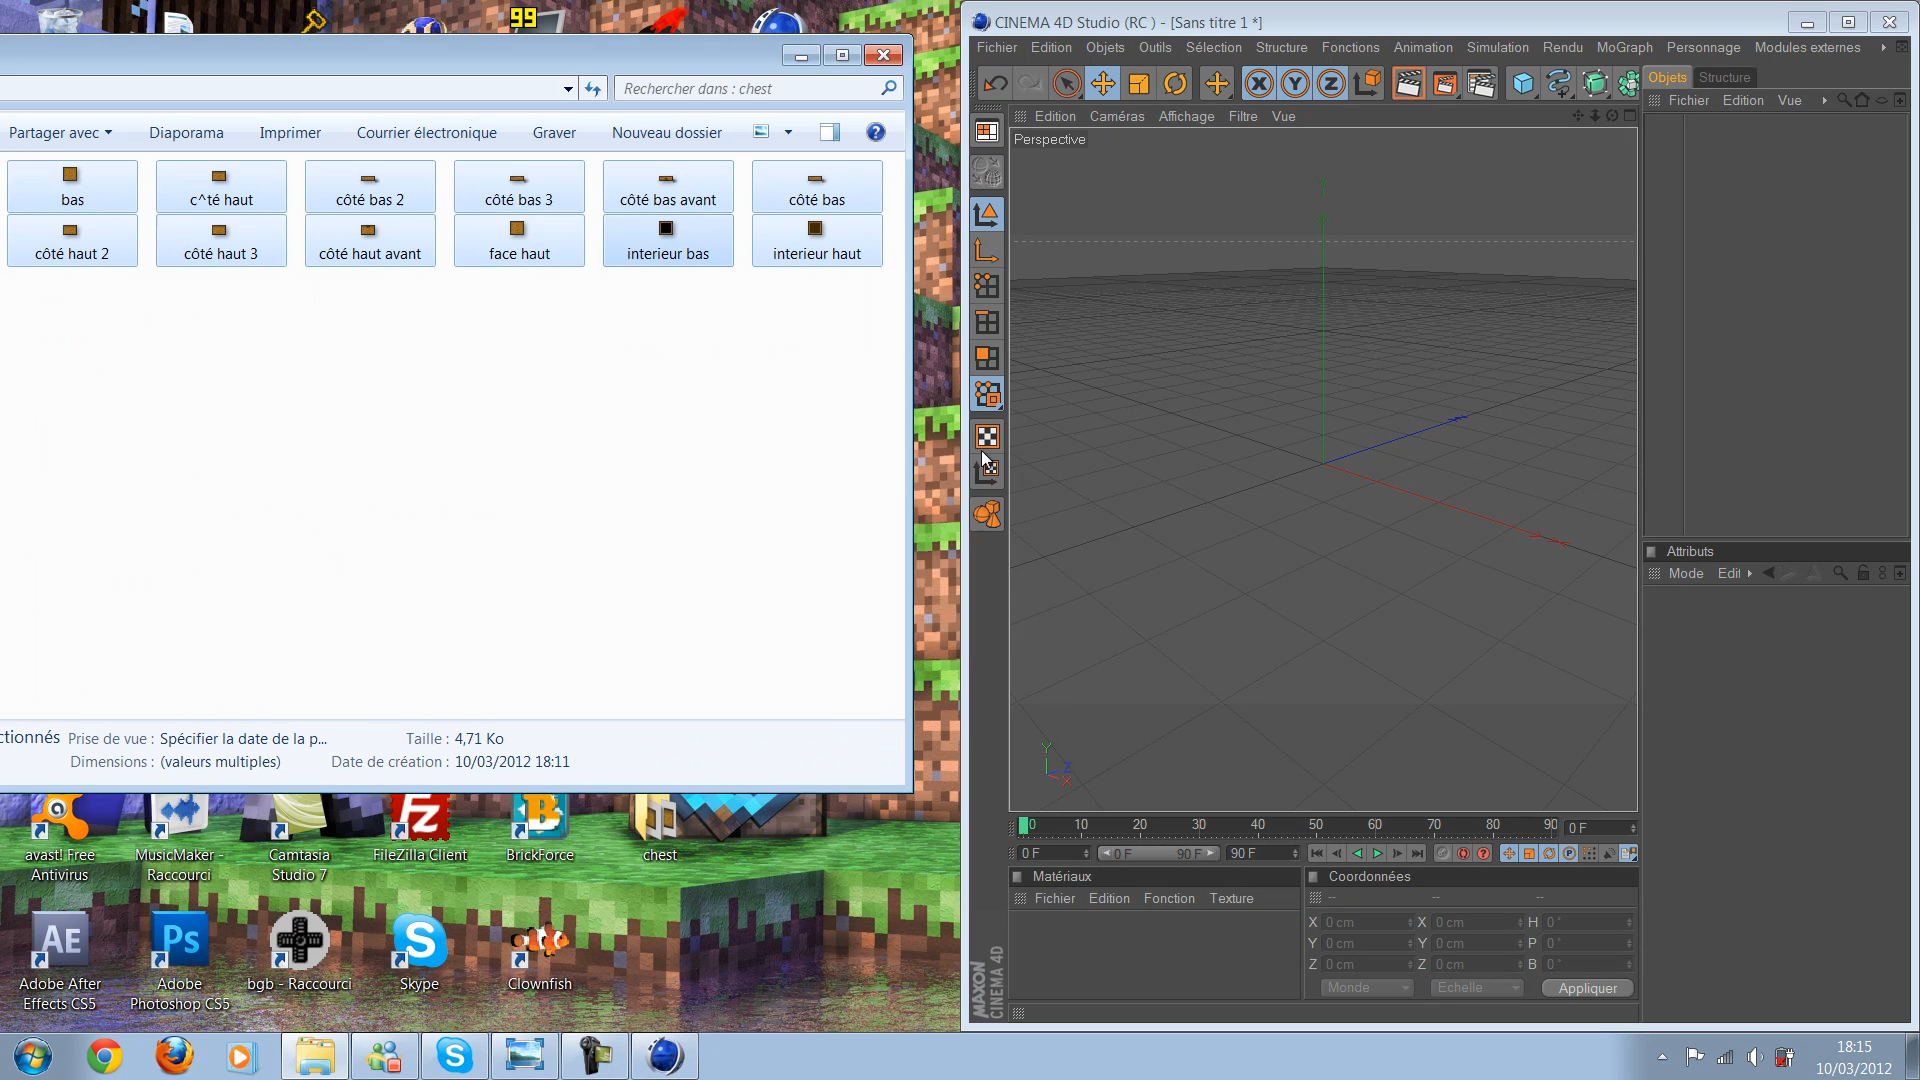 99
Rechercher dans : chest
Partager avec
Diaporama
Imprimer
Courrier électronique
Graver
Nouveau dossier
bas
c^té haut
côté bas 2
côté bas 3
côté bas avant
côté bas
côté haut 2
côté haut 3
côté haut avant
face haut
interieur bas
interieur haut
ctionnés
Prise de vue : Spécifier la date de la p...
Taille : 4,71 Ko
Dimensions : (valeurs multiples)
Date de création : 10/03/2012 18:11
avast! Free
Antivirus
MusicMaker -
Raccourci
Camtasia
Studio 7
FileZilla Client
BrickForce
chest
AE
Ps
Adobe After
Effects CS5
Adobe
Photoshop CS5
bgb - Raccourci
Skype
Clownfish
CINEMA 4D Studio (RC ) - [Sans titre 1 *]
Fichier Edition Objets Outils Sélection Structure Fonctions Animation Simulation Rendu MoGraph Personnage Modules externes
X Y Z
Objets Structure
Fichier Edition Vue
Edition Caméras Affichage Filtre Vue
Perspective
Y
Y
Z
X
Attributs
Mode Edit
0 10 20 30 40 50 60 70 80 90 0 F
0 F 0 F 90 F 90 F
Matériaux
Fichier Edition Fonction Texture
Coordonnées
-- -- --
X 0 cm X 0 cm H 0 °
Y 0 cm Y 0 cm P 0 °
Z 0 cm Z 0 cm B 0 °
Monde Echelle Appliquer
MAXON
CINEMA 4D
18:15
10/03/2012